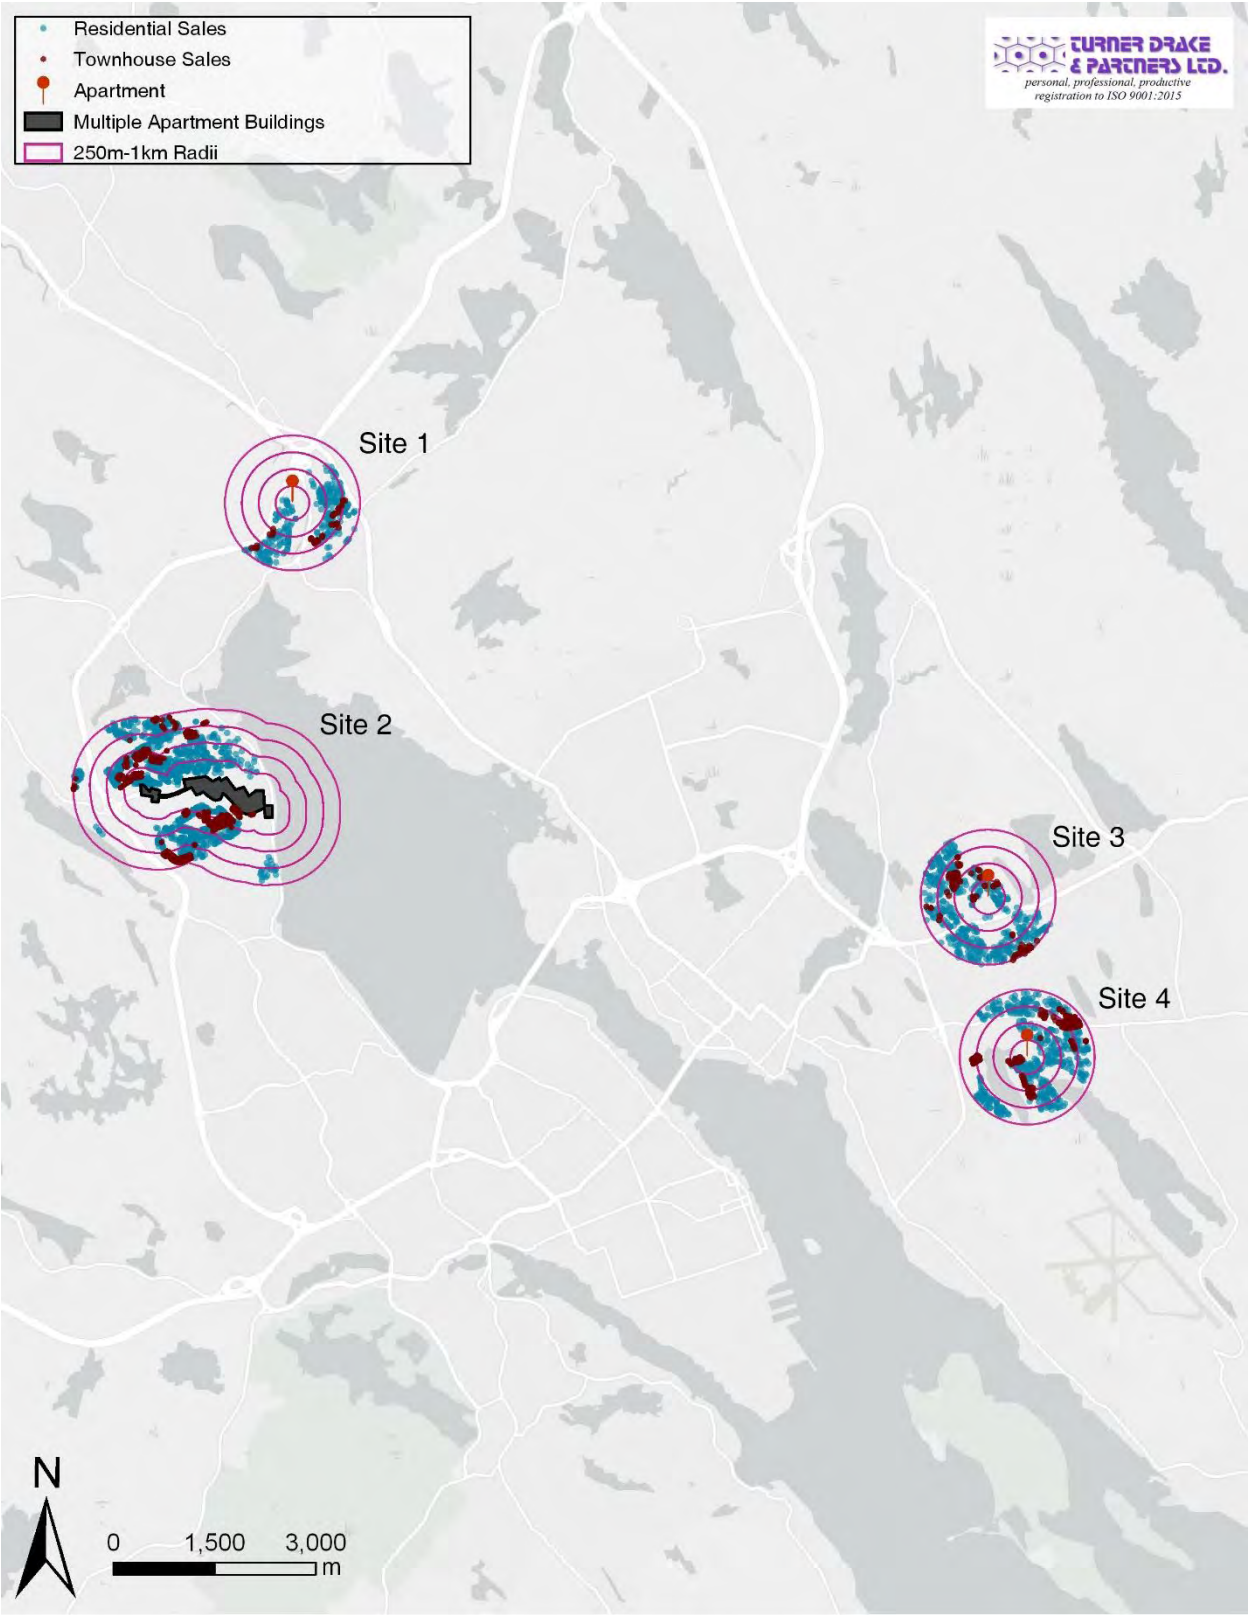 Residential Sales
Townhouse Sales
Apartment
Multiple Apartment Buildings
250m-1km Radii
TURNER DRAKE
& PARTNERS LTD.
personal, professional, productive
registration to ISO 9001:2015
Site 1
Site 2
Site 3
Site 4
N
0 1,500 3,000
m